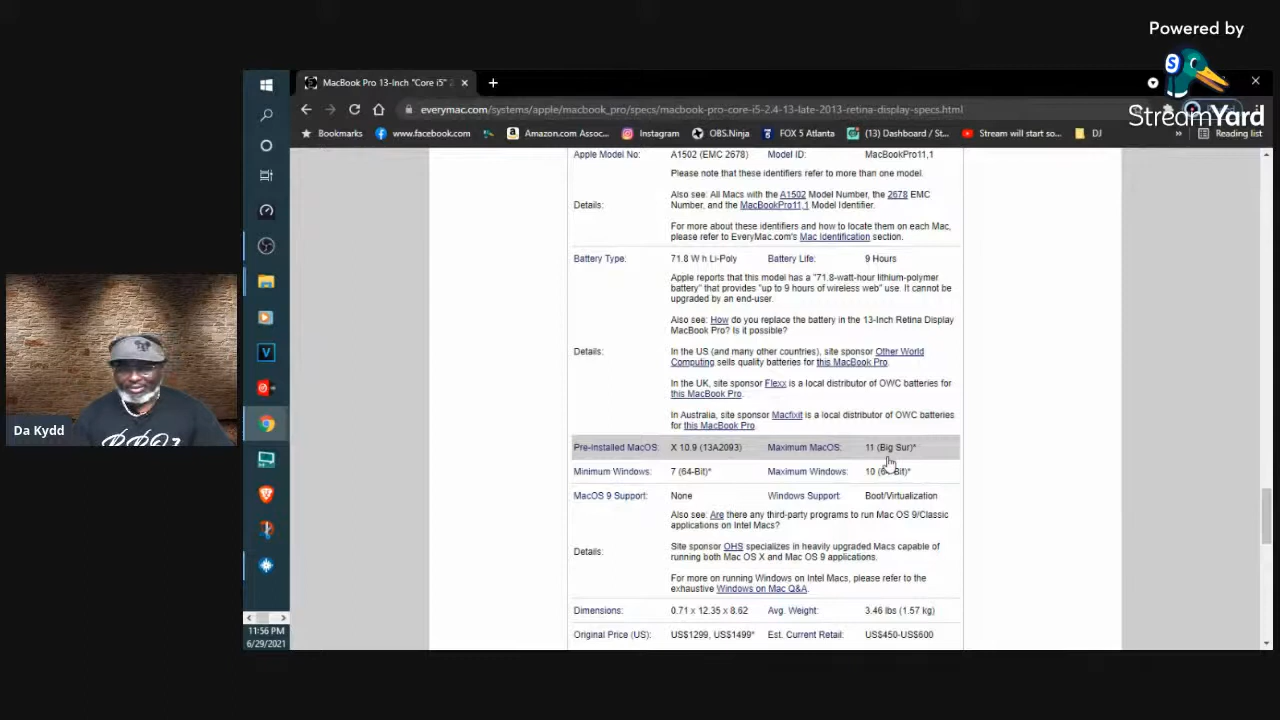 Powered by
StreamYard
MacBook Pro 13-Inch "Core i5"
everymac.com/systems/apple/macbook_pro/specs/macbook-pro-core-i5-2.4-13-late-2013-retina-display-specs.html
Bookmarks www.facebook.com Amazon.com Assoc... Instagram OBS.Ninja FOX 5 Atlanta (13) Dashboard / St... Stream will start so... DJ » Reading list
Apple Model No: A1502 (EMC 2678) Model ID: MacBookPro11,1
Please note that these identifiers refer to more than one model.
Also see: All Macs with the A1502 Model Number, the 2678 EMC
Details: Number, and the MacBookPro11,1 Model Identifier.
For more about these identifiers and how to locate them on each Mac,
please refer to EveryMac.com's Mac Identification section.
Battery Type: 71.8 W h Li-Poly Battery Life: 9 Hours
Apple reports that this model has a "71.8-watt-hour lithium-polymer
battery" that provides "up to 9 hours of wireless web" use. It cannot be
upgraded by an end-user.
Also see: How do you replace the battery in the 13-Inch Retina Display
MacBook Pro? Is it possible?
Details: In the US (and many other countries), site sponsor Other World
Computing sells quality batteries for this MacBook Pro.
In the UK, site sponsor Flexx is a local distributor of OWC batteries for
this MacBook Pro.
In Australia, site sponsor Macfixit is a local distributor of OWC batteries
for this MacBook Pro
Pre-Installed MacOS: X 10.9 (13A2093) Maximum MacOS: 11 (Big Sur)*
Minimum Windows: 7 (64-Bit)* Maximum Windows: 10 (64-Bit)*
MacOS 9 Support: None Windows Support: Boot/Virtualization
Also see: Are there any third-party programs to run Mac OS 9/Classic
applications on Intel Macs?
Details: Site sponsor OHS specializes in heavily upgraded Macs capable of
running both Mac OS X and Mac OS 9 applications.
For more on running Windows on Intel Macs, please refer to the
exhaustive Windows on Mac Q&A.
Dimensions: 0.71 x 12.35 x 8.62 Avg. Weight: 3.46 lbs (1.57 kg)
Original Price (US): US$1299, US$1499* Est. Current Retail: US$450-US$600
11:56 PM
6/29/2021
Da Kydd